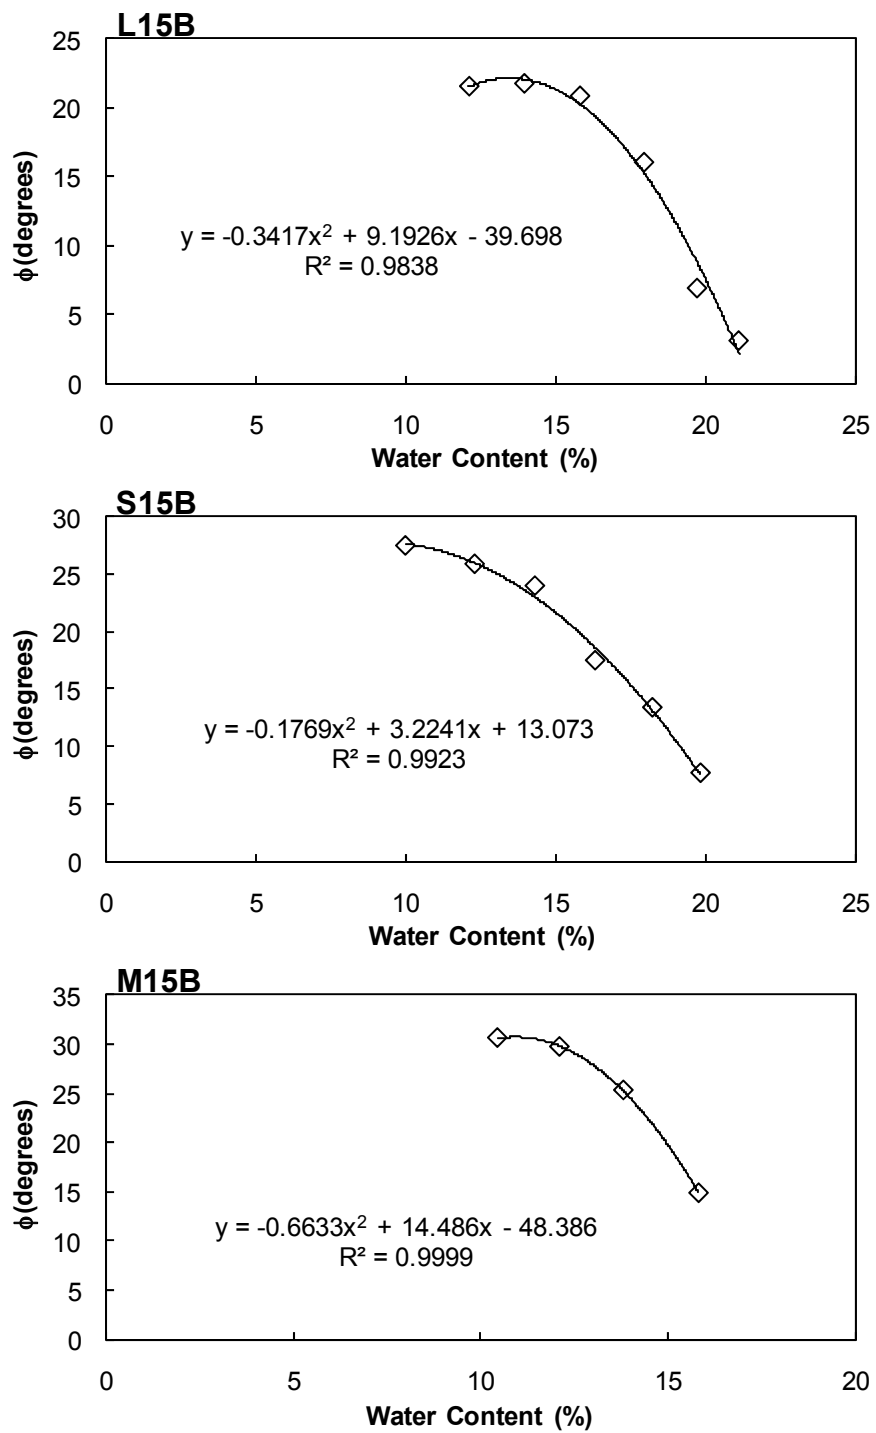 L15B
25
20
15
10
5
0
ϕ(degrees)
y = -0.3417x² + 9.1926x - 39.698
R² = 0.9838
0 5 10 15 20 25
Water Content (%)
S15B
30
25
20
15
10
5
0
ϕ(degrees)
y = -0.1769x² + 3.2241x + 13.073
R² = 0.9923
0 5 10 15 20 25
Water Content (%)
M15B
35
30
25
20
15
10
5
0
ϕ(degrees)
y = -0.6633x² + 14.486x - 48.386
R² = 0.9999
0 5 10 15 20
Water Content (%)